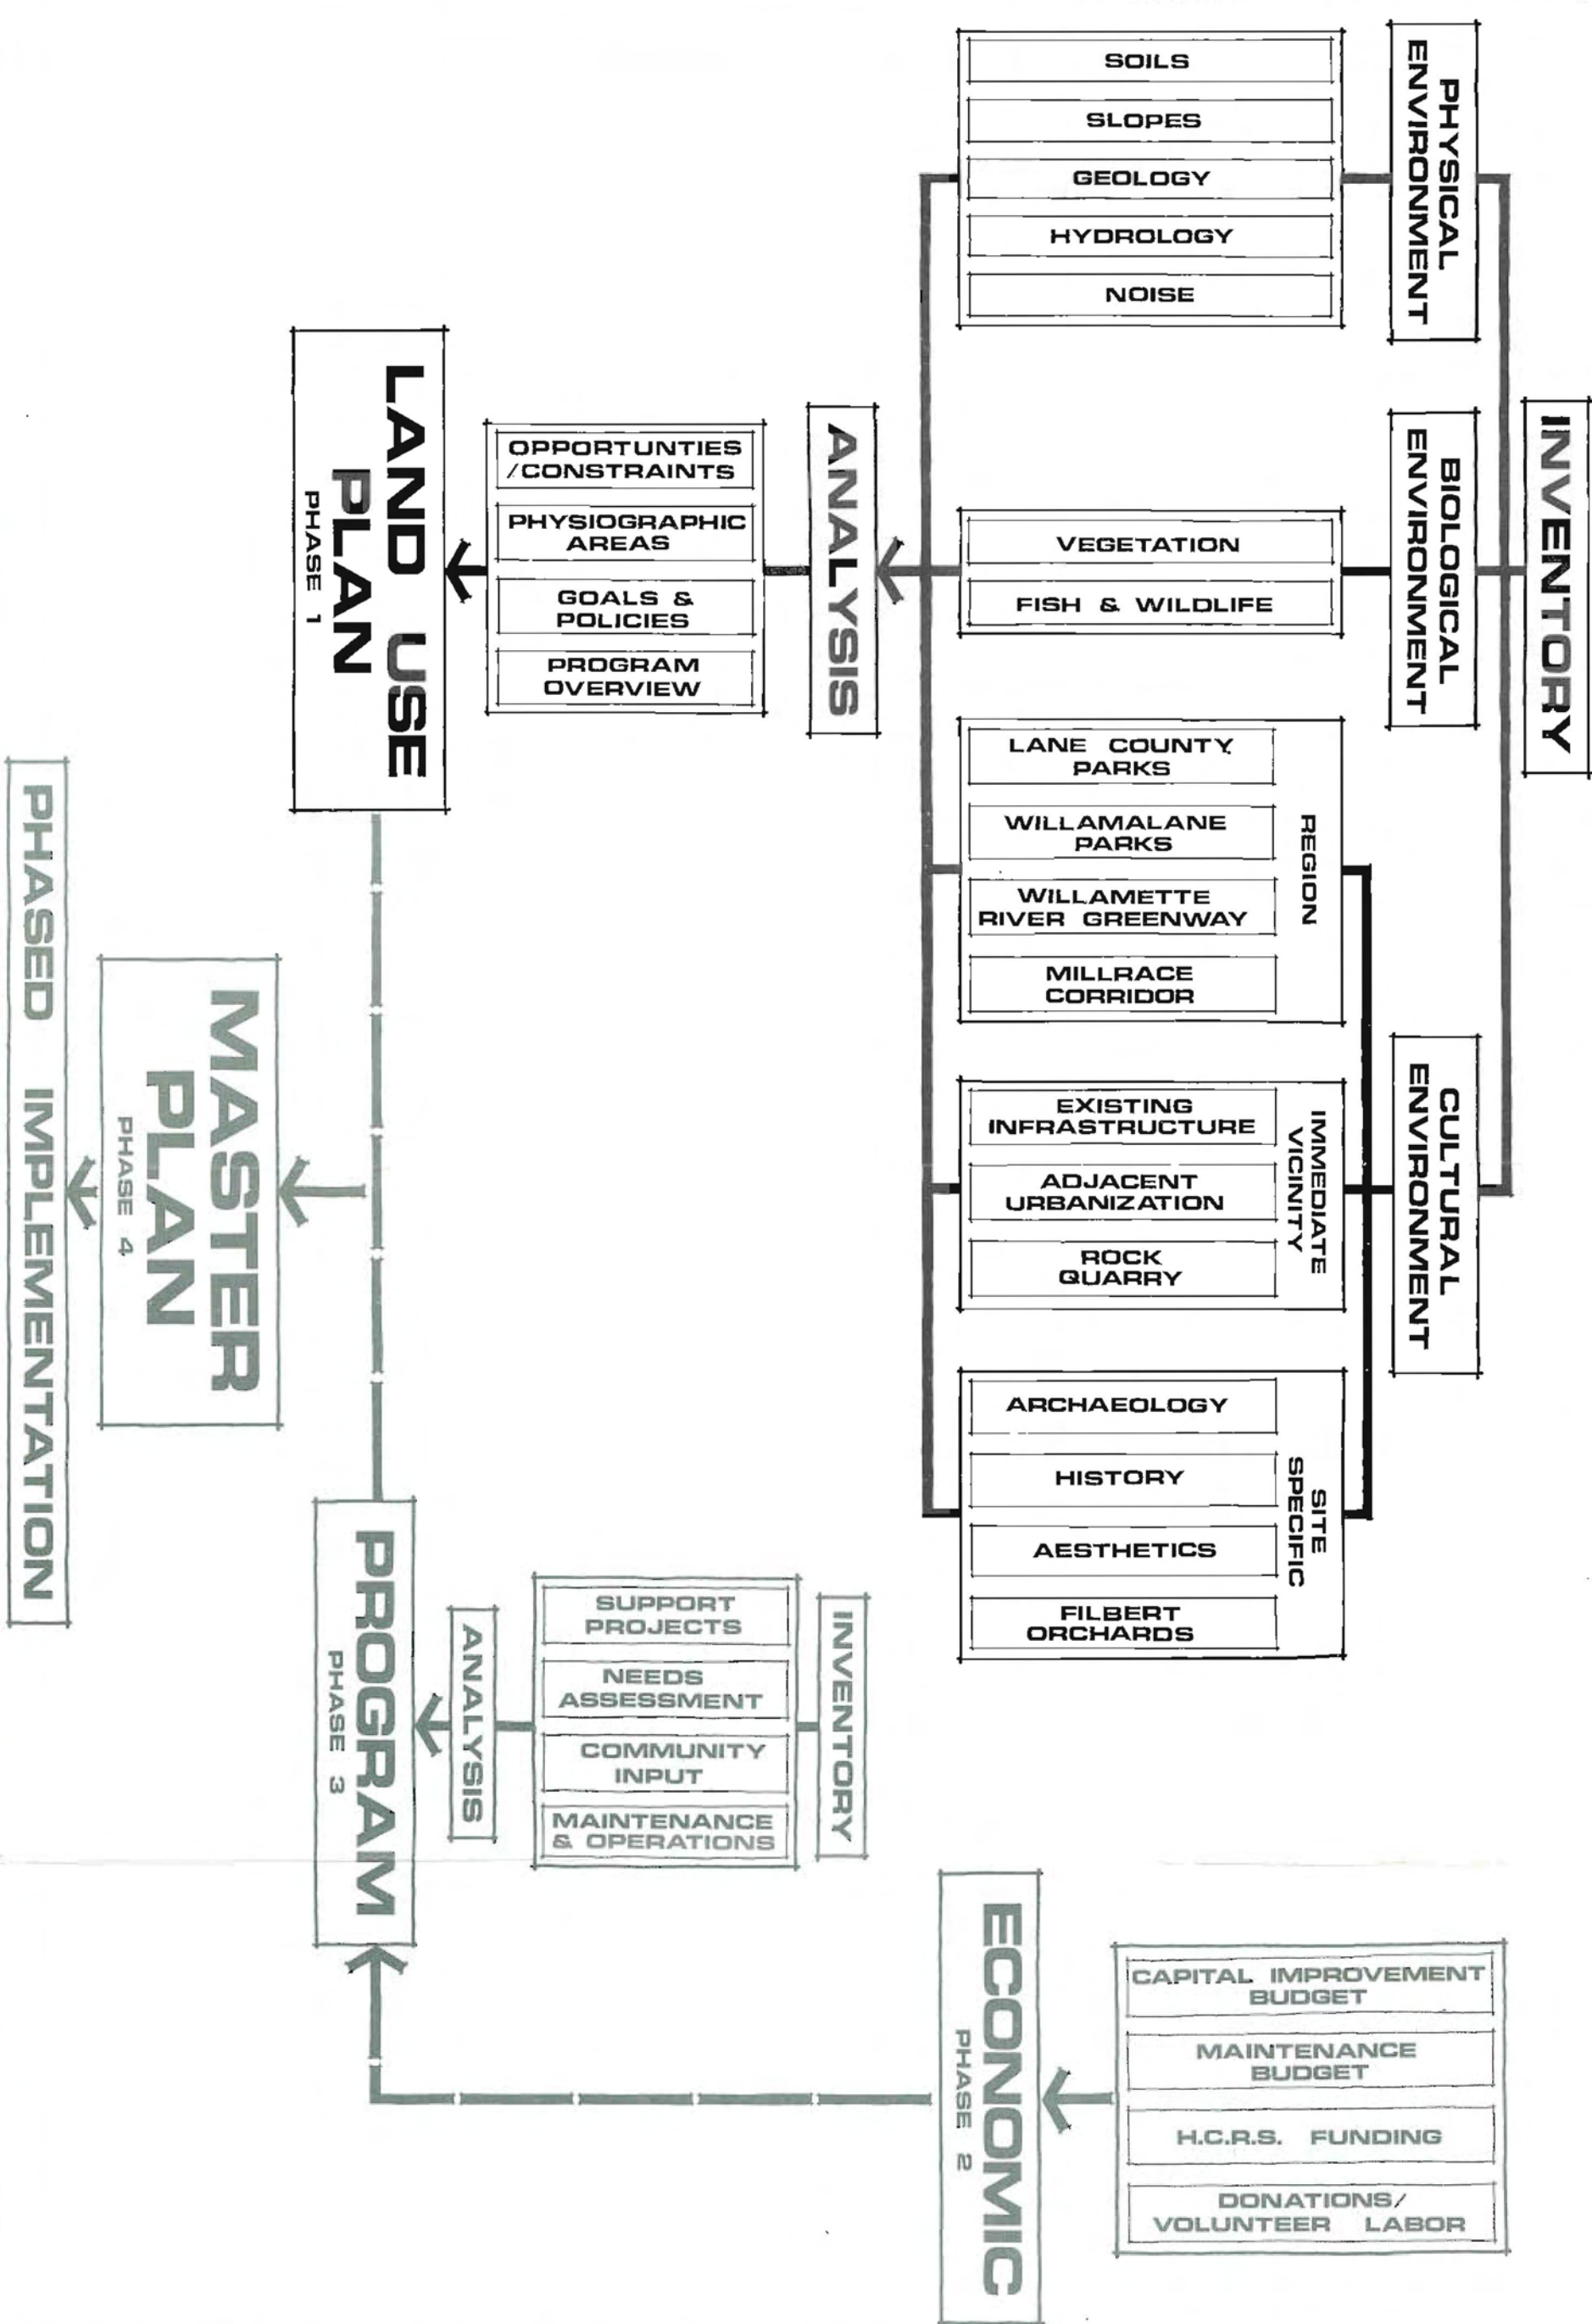 INVENTORY
PHYSICAL
ENVIRONMENT
SOILS
SLOPES
GEOLOGY
HYDROLOGY
NOISE
BIOLOGICAL
ENVIRONMENT
VEGETATION
FISH & WILDLIFE
CULTURAL
ENVIRONMENT
REGION
LANE COUNTY
PARKS
WILLAMALANE
PARKS
WILLAMETTE
RIVER GREENWAY
MILLRACE
CORRIDOR
IMMEDIATE
VICINITY
EXISTING
INFRASTRUCTURE
ADJACENT
URBANIZATION
ROCK
QUARRY
SITE
SPECIFIC
ARCHAEOLOGY
HISTORY
AESTHETICS
FILBERT
ORCHARDS
ANALYSIS
OPPORTUNTIES
/CONSTRAINTS
PHYSIOGRAPHIC
AREAS
GOALS &
POLICIES
PROGRAM
OVERVIEW
LAND USE
PLAN
PHASE 1
CAPITAL IMPROVEMENT
BUDGET
MAINTENANCE
BUDGET
H.C.R.S. FUNDING
DONATIONS/
VOLUNTEER LABOR
ECONOMIC
PHASE 2
INVENTORY
SUPPORT
PROJECTS
NEEDS
ASSESSMENT
COMMUNITY
INPUT
MAINTENANCE
& OPERATIONS
ANALYSIS
PROGRAM
PHASE 3
MASTER
PLAN
PHASE 4
PHASED IMPLEMENTATION